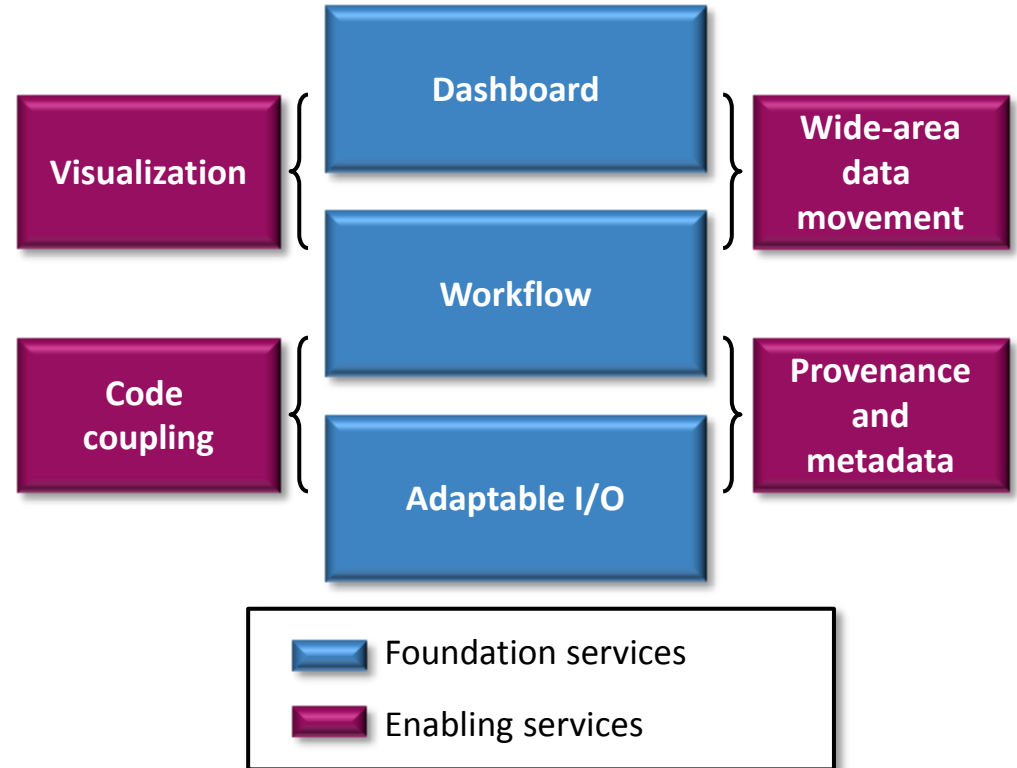 Dashboard
Visualization
Wide-area
data
movement
Workflow
Code
coupling
Provenance
and
metadata
Adaptable I/O
Foundation services
Enabling services